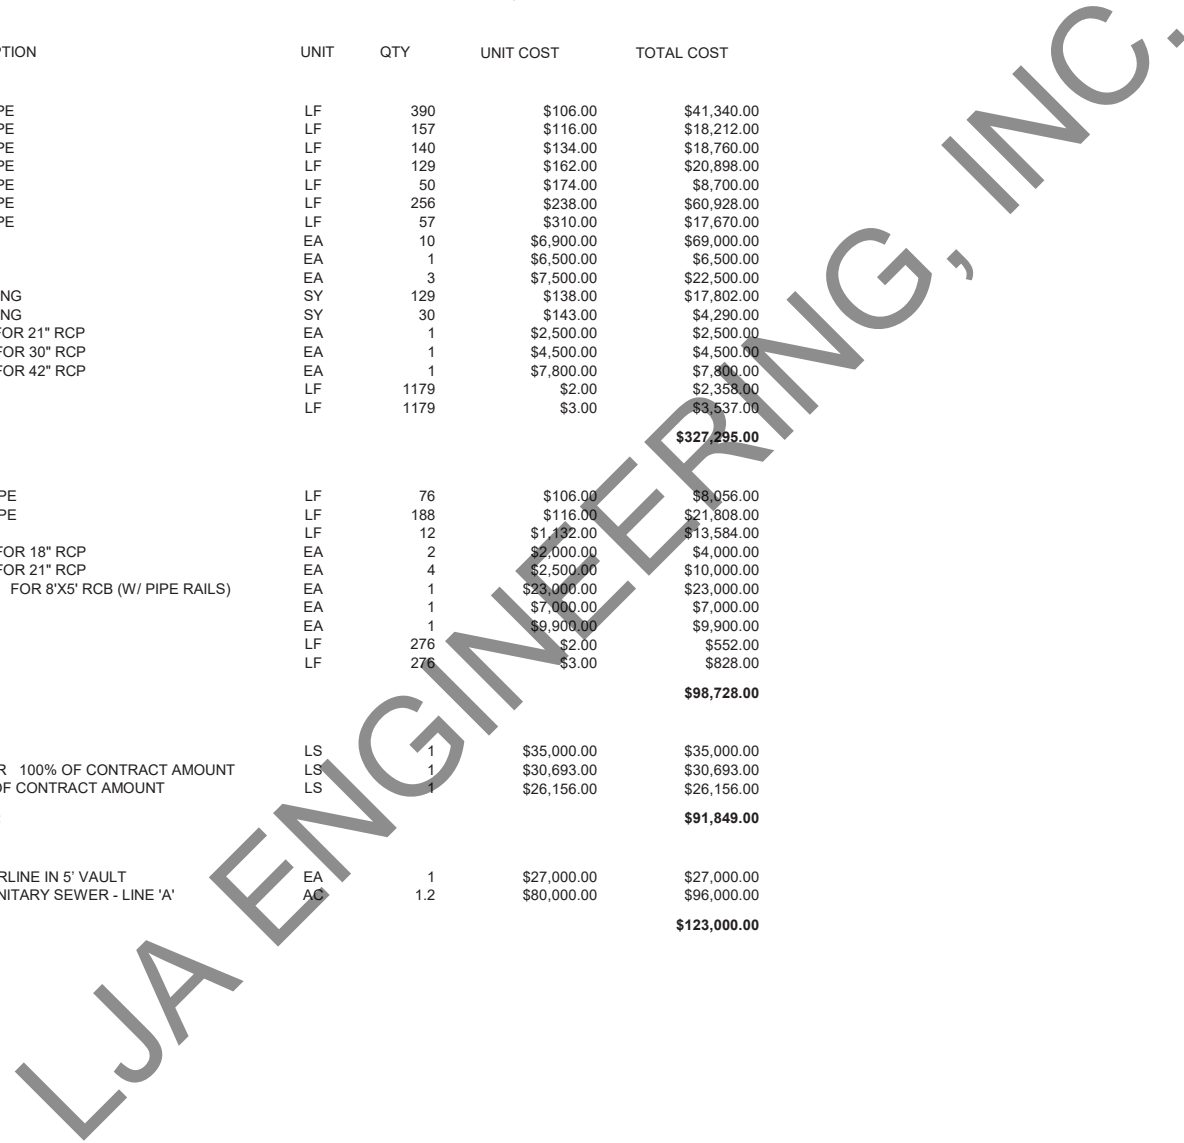 PTION UNIT QTY UNIT COST TOTAL COST
PE LF 390 $106.00 $41,340.00
PE LF 157 $116.00 $18,212.00
PE LF 140 $134.00 $18,760.00
PE LF 129 $162.00 $20,898.00
PE LF 50 $174.00 $8,700.00
PE LF 256 $238.00 $60,928.00
PE LF 57 $310.00 $17,670.00
EA 10 $6,900.00 $69,000.00
EA 1 $6,500.00 $6,500.00
EA 3 $7,500.00 $22,500.00
NG SY 129 $138.00 $17,802.00
NG SY 30 $143.00 $4,290.00
FOR 21" RCP EA 1 $2,500.00 $2,500.00
FOR 30" RCP EA 1 $4,500.00 $4,500.00
FOR 42" RCP EA 1 $7,800.00 $7,800.00
LF 1179 $2.00 $2,358.00
LF 1179 $3.00 $3,537.00
$327,295.00
PE LF 76 $106.00 $8,056.00
PE LF 188 $116.00 $21,808.00
LF 12 $1,132.00 $13,584.00
FOR 18" RCP EA 2 $2,000.00 $4,000.00
FOR 21" RCP EA 4 $2,500.00 $10,000.00
FOR 8'X5' RCB (W/ PIPE RAILS) EA 1 $23,000.00 $23,000.00
EA 1 $7,000.00 $7,000.00
EA 1 $9,900.00 $9,900.00
LF 276 $2.00 $552.00
LF 276 $3.00 $828.00
$98,728.00
LS 1 $35,000.00 $35,000.00
R 100% OF CONTRACT AMOUNT LS 1 $30,693.00 $30,693.00
OF CONTRACT AMOUNT LS 1 $26,156.00 $26,156.00
$91,849.00
RLINE IN 5' VAULT EA 1 $27,000.00 $27,000.00
NITARY SEWER - LINE 'A' AC 1.2 $80,000.00 $96,000.00
$123,000.00
LJA ENGINEERING, INC.